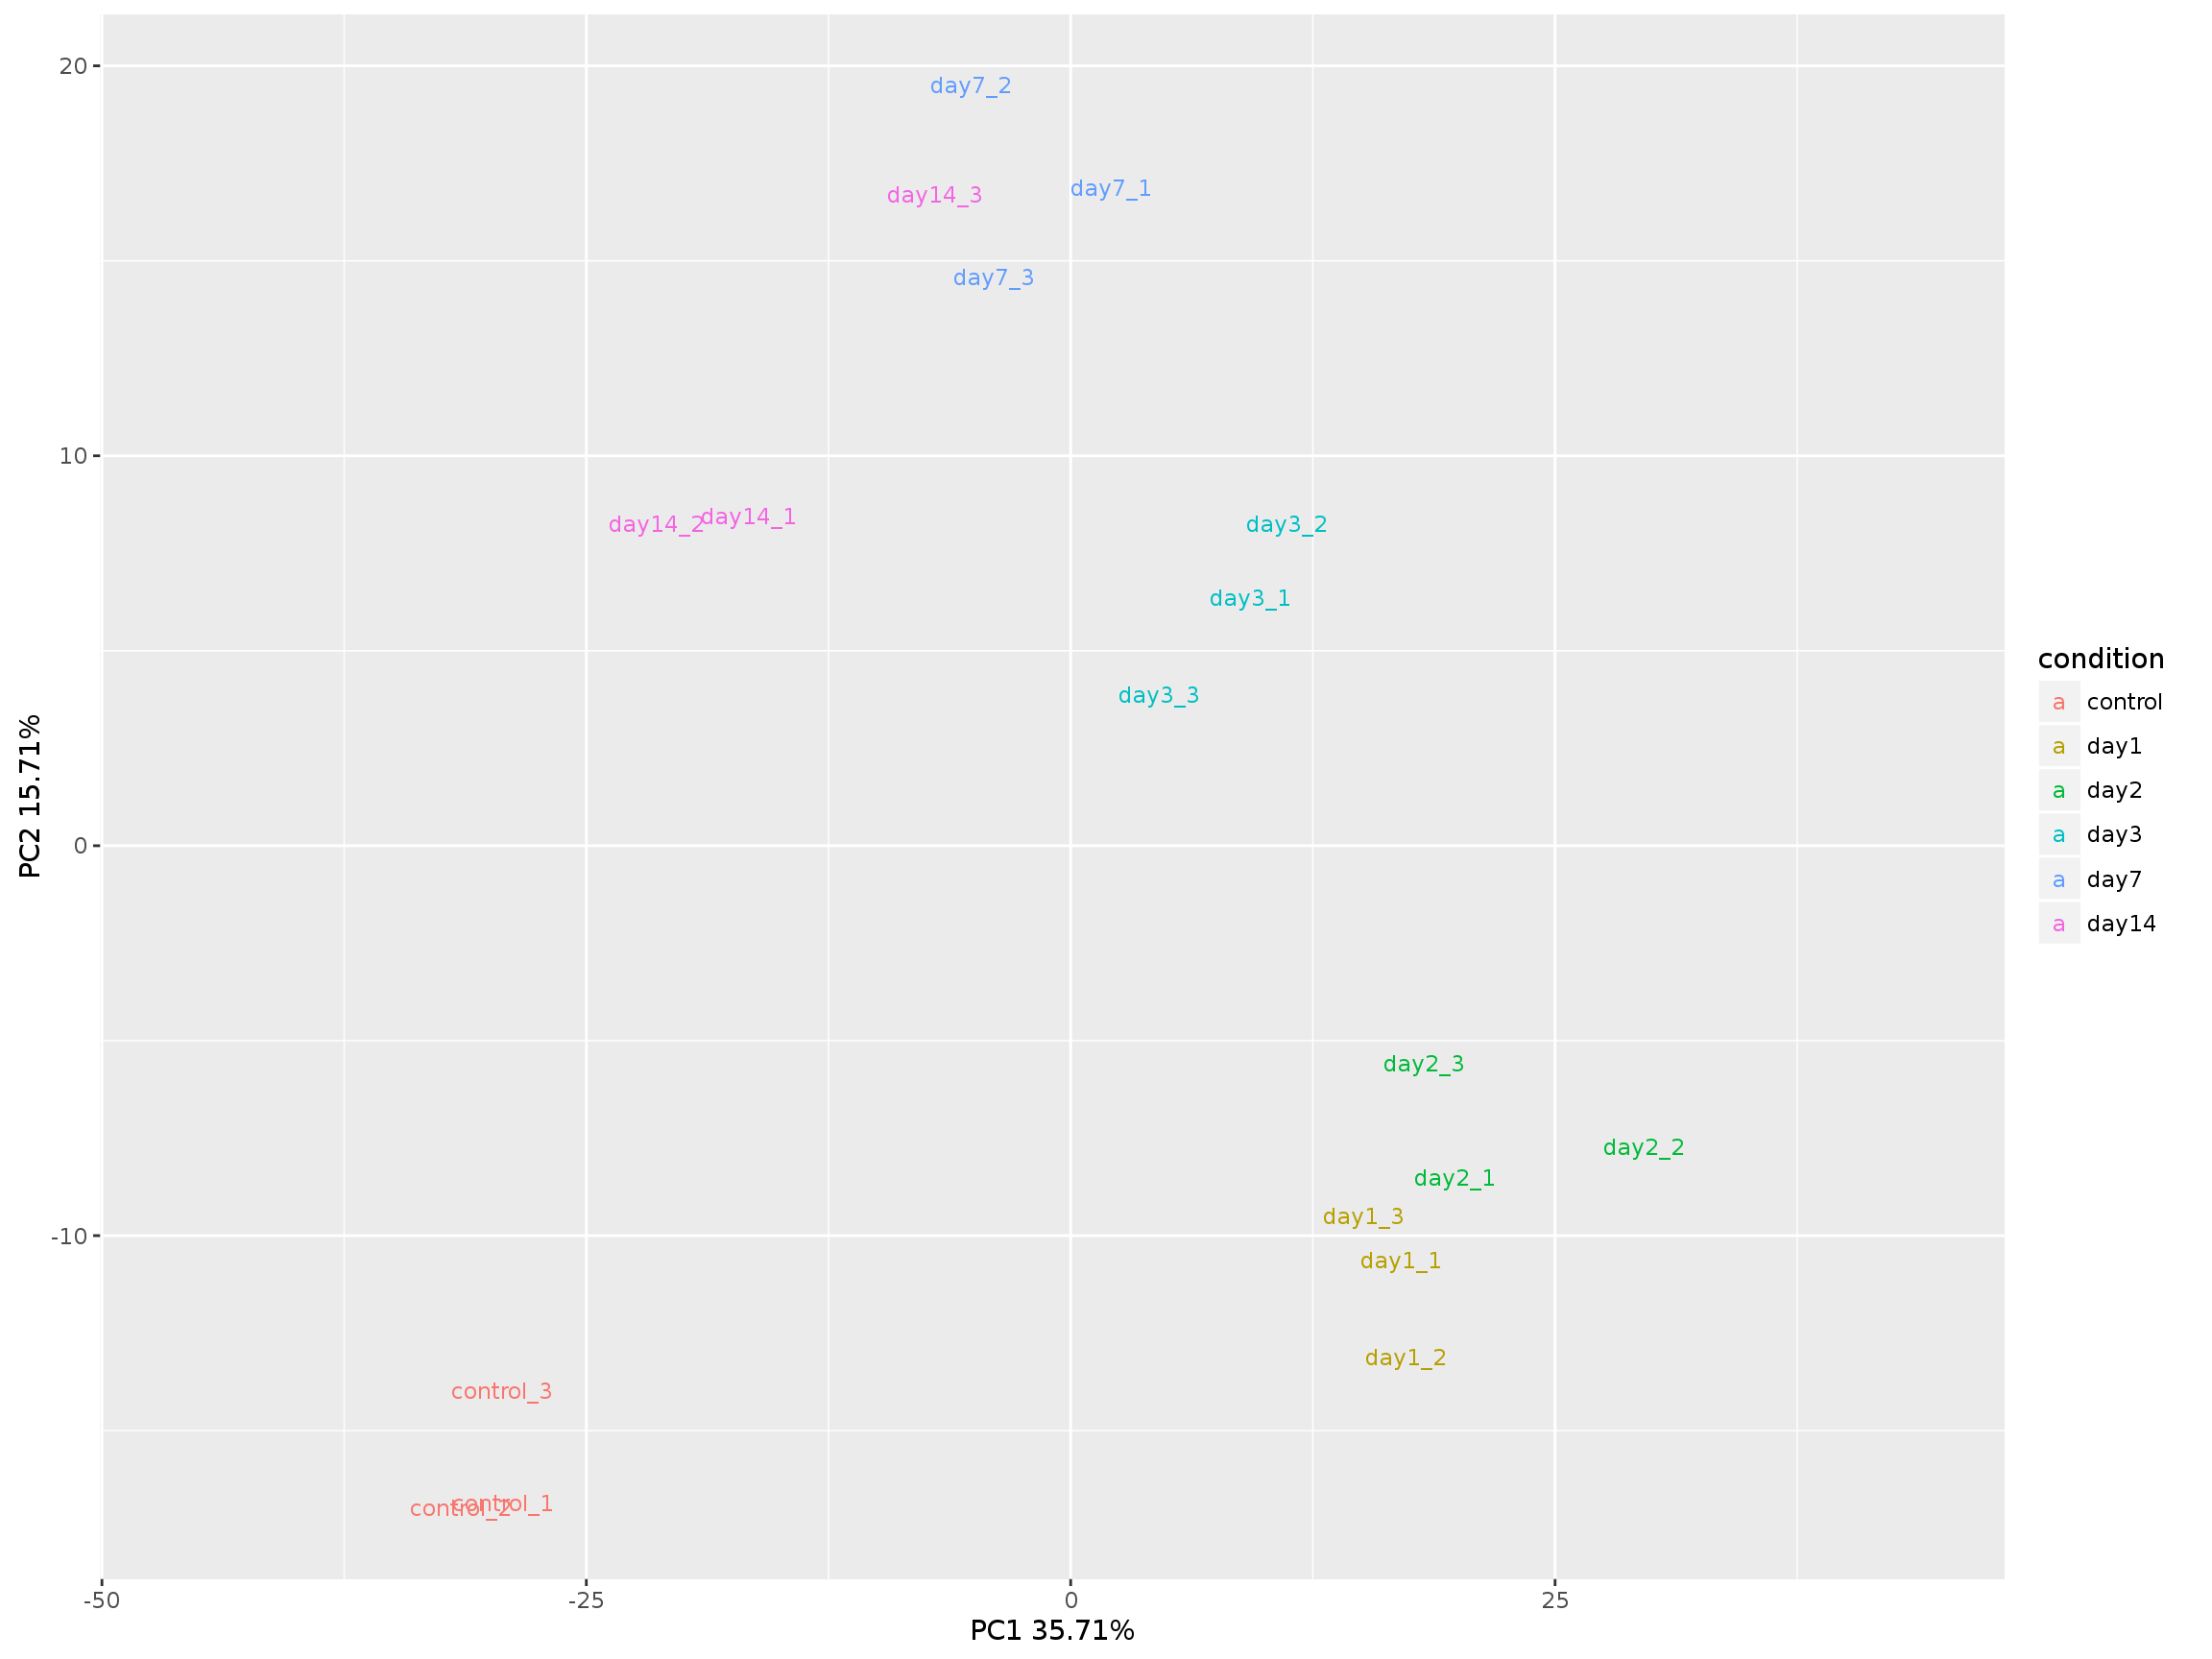 20
day7_2
day7_1
day14_3
day7_3
10
day14_2
day14_1
day3_2
day3_1
day3_3
condition
a control
a day1
a day2
a day3
a day7
a day14
PC2 15.71%
0
day2_3
day2_2
day2_1
day1_3
-10
day1_1
day1_2
control_3
control_2
control_1
-50
-25
0
25
PC1 35.71%